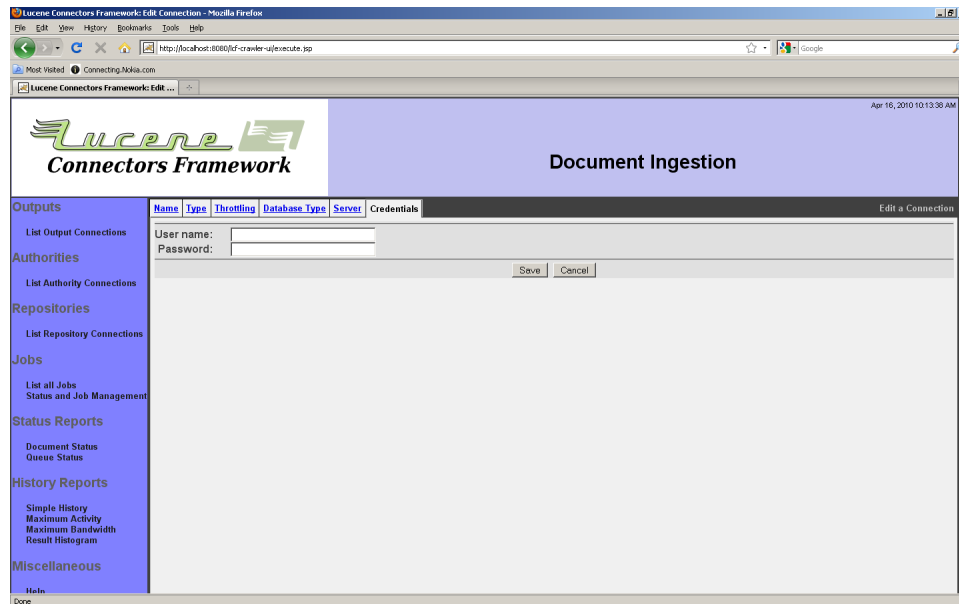 Lucene Connectors Framework: Edit Connection - Mozilla Firefox
File Edit View History Bookmarks Tools Help
http://localhost:8080/lcf-crawler-ui/execute.jsp
Google
Most Visited Connecting.Nokia.com
Lucene Connectors Framework: Edit ...
Apr 16, 2010 10:13:38 AM
Lucene
Connectors Framework
Document Ingestion
Name Type Throttling Database Type Server Credentials
Edit a Connection
User name:
Password:
Save Cancel
Outputs
List Output Connections
Authorities
List Authority Connections
Repositories
List Repository Connections
Jobs
List all Jobs
Status and Job Management
Status Reports
Document Status
Queue Status
History Reports
Simple History
Maximum Activity
Maximum Bandwidth
Result Histogram
Miscellaneous
Help
Done